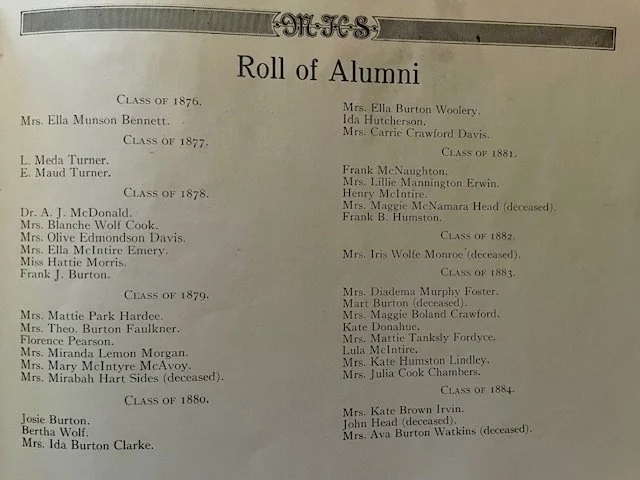 M·H·S
Roll of Alumni
Class of 1876.
Mrs. Ella Munson Bennett.
Class of 1877.
L. Meda Turner.
E. Maud Turner.
Class of 1878.
Dr. A. J. McDonald.
Mrs. Blanche Wolf Cook.
Mrs. Olive Edmondson Davis.
Mrs. Ella McIntire Emery.
Miss Hattie Morris.
Frank J. Burton.
Class of 1879.
Mrs. Mattie Park Hardee.
Mrs. Theo. Burton Faulkner.
Florence Pearson.
Mrs. Miranda Lemon Morgan.
Mrs. Mary McIntyre McAvoy.
Mrs. Mirabah Hart Sides (deceased).
Class of 1880.
Josie Burton.
Bertha Wolf.
Mrs. Ida Burton Clarke.
Mrs. Ella Burton Woolery.
Ida Hutcherson.
Mrs. Carrie Crawford Davis.
Class of 1881.
Frank McNaughton.
Mrs. Lillie Mannington Erwin.
Henry McIntire.
Mrs. Maggie McNamara Head (deceased).
Frank B. Humston.
Class of 1882.
Mrs. Iris Wolfe Monroe (deceased).
Class of 1883.
Mrs. Diadema Murphy Foster.
Mart Burton (deceased).
Mrs. Maggie Boland Crawford.
Kate Donahue.
Mrs. Mattie Tanksly Fordyce.
Lula McIntire.
Mrs. Kate Humston Lindley.
Mrs. Julia Cook Chambers.
Class of 1884.
Mrs. Kate Brown Irvin.
John Head (deceased).
Mrs. Ava Burton Watkins (deceased).